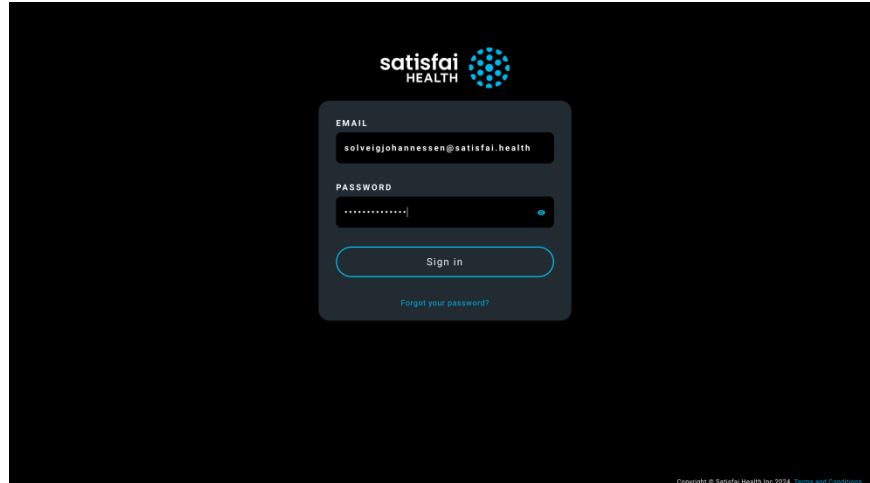 satisfai
HEALTH
EMAIL
solveigjohannessen@satisfai.health
PASSWORD
••••••••••••••
Sign in
Forgot your password?
Copyright © Satisfai Health Inc 2024. Terms and Conditions